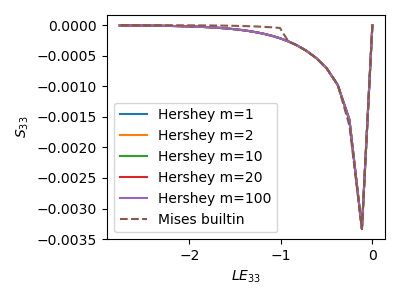 0.0000
−0.0005
−0.0010
−0.0015
−0.0020
−0.0025
−0.0030
−0.0035
S₃₃
Hershey m=1
Hershey m=2
Hershey m=10
Hershey m=20
Hershey m=100
Mises builtin
−2 −1 0
LE₃₃